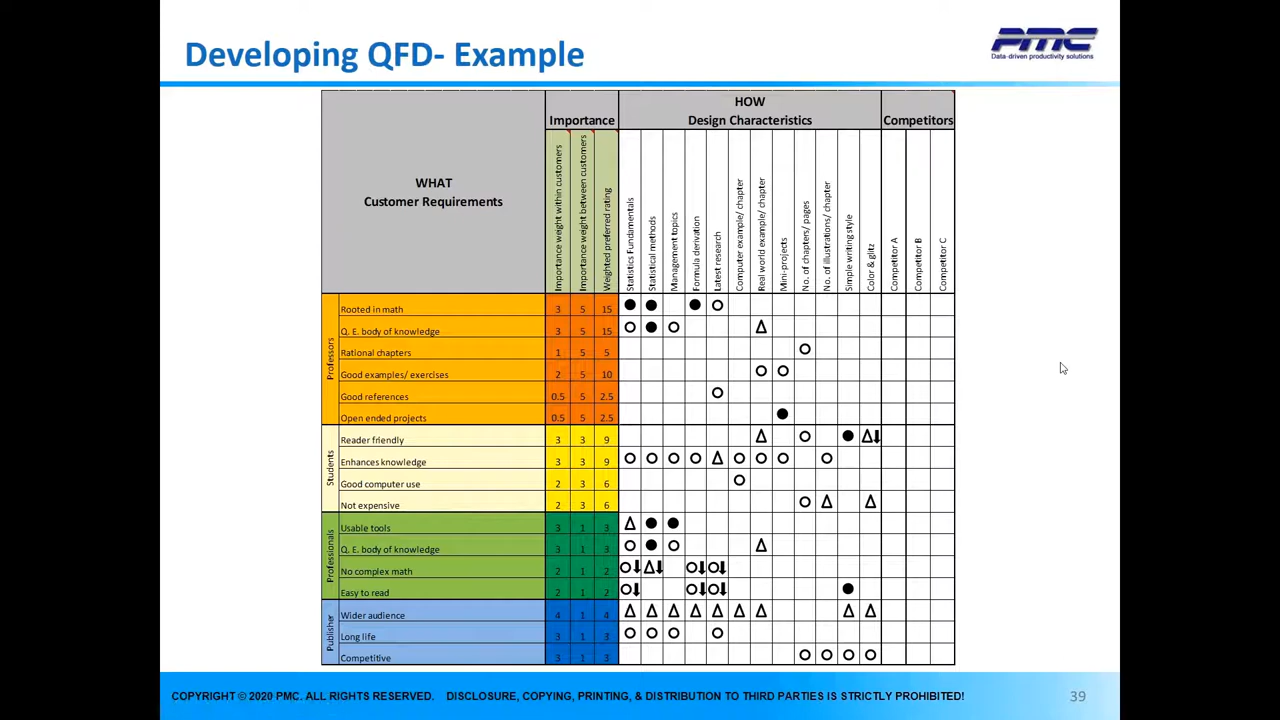 Developing QFD- Example
PMC
Data-driven productivity solutions
WHAT
Customer Requirements
Importance
HOW
Design Characteristics
Competitors
Importance weight within customers
Importance weight between customers
Weighted preferred rating
Statistics Fundamentals
Statistical methods
Management topics
Formula derivation
Latest research
Computer example/ chapter
Real world example/ chapter
Mini-projects
No. of chapters/ pages
No. of illustrations/ chapter
Simple writing style
Color & glitz
Competitor A
Competitor B
Competitor C
Professors
Rooted in math 3 5 15
Q. E. body of knowledge 3 5 15
Rational chapters 1 5 5
Good examples/ exercises 2 5 10
Good references 0.5 5 2.5
Open ended projects 0.5 5 2.5
Students
Reader friendly 3 3 9
Enhances knowledge 3 3 9
Good computer use 2 3 6
Not expensive 2 3 6
Professionals
Usable tools 3 1 3
Q. E. body of knowledge 3 1 3
No complex math 2 1 2
Easy to read 2 1 2
Publisher
Wider audience 4 1 4
Long life 3 1 3
Competitive 3 1 3
COPYRIGHT © 2020 PMC. ALL RIGHTS RESERVED. DISCLOSURE, COPYING, PRINTING, & DISTRIBUTION TO THIRD PARTIES IS STRICTLY PROHIBITED!
39